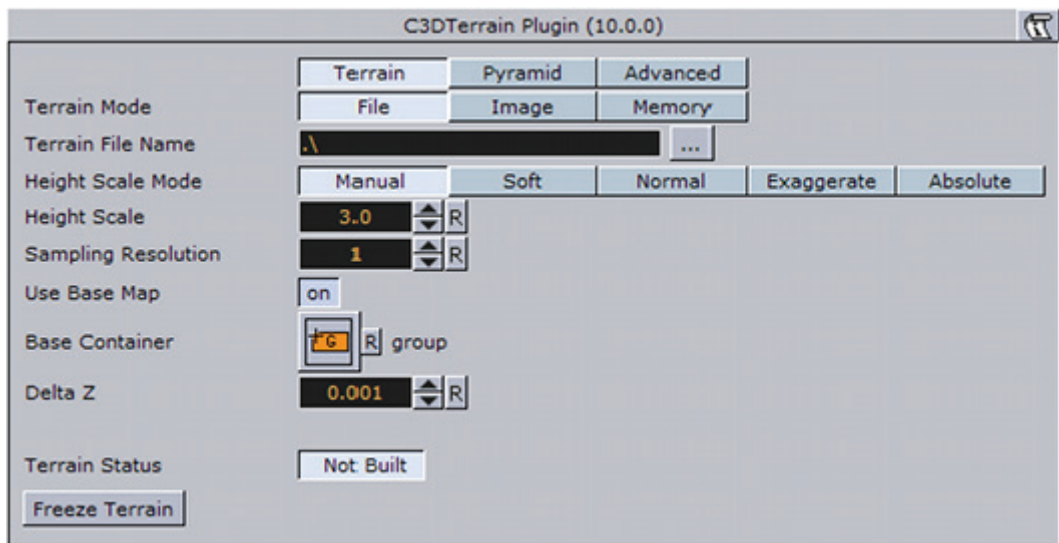 C3DTerrain Plugin (10.0.0)
Terrain Pyramid Advanced
Terrain Mode File Image Memory
Terrain File Name .\ ...
Height Scale Mode Manual Soft Normal Exaggerate Absolute
Height Scale 3.0 R
Sampling Resolution 1 R
Use Base Map on
Base Container G R group
Delta Z 0.001 R
Terrain Status Not Built
Freeze Terrain